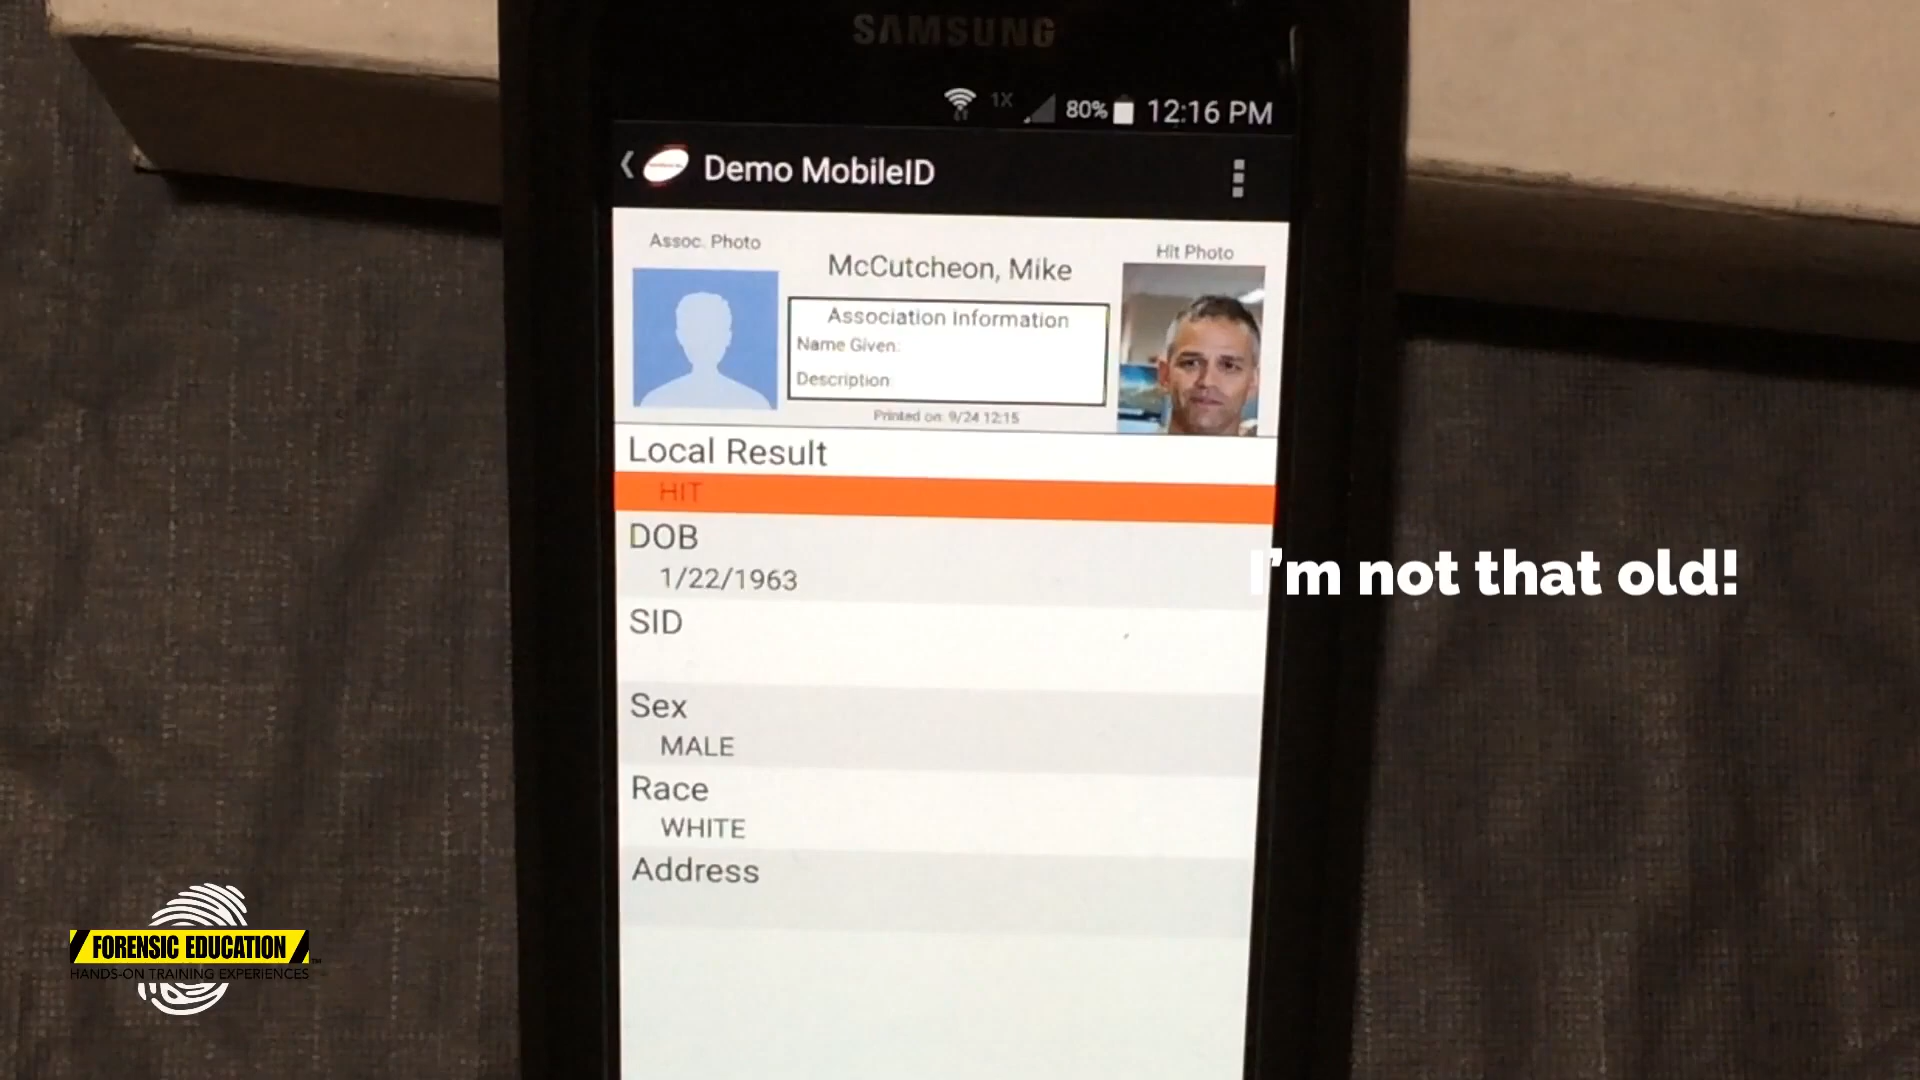 SAMSUNG
1X 80% 12:16 PM
Demo MobileID
Assoc. Photo
McCutcheon, Mike
Hit Photo
Association Information
Name Given:
Description:
Printed on: 9/24 12:15
Local Result
HIT
DOB
1/22/1963
I'm not that old!
SID
Sex
MALE
Race
WHITE
Address
FORENSIC EDUCATION™
HANDS-ON TRAINING EXPERIENCES